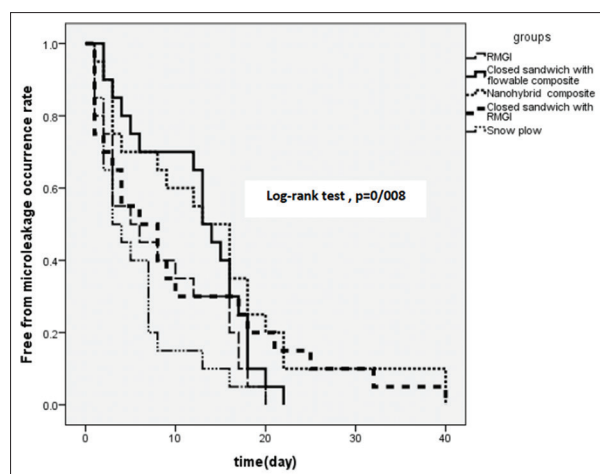 groups
RMGI
Closed sandwich with
flowable composite
Nanohybrid composite
Closed sandwich with
RMGI
Snow plow
Log-rank test , p=0/008
Free from microleakage occurrence rate
1.0
0.8
0.6
0.4
0.2
0.0
0
10
20
30
40
time(day)